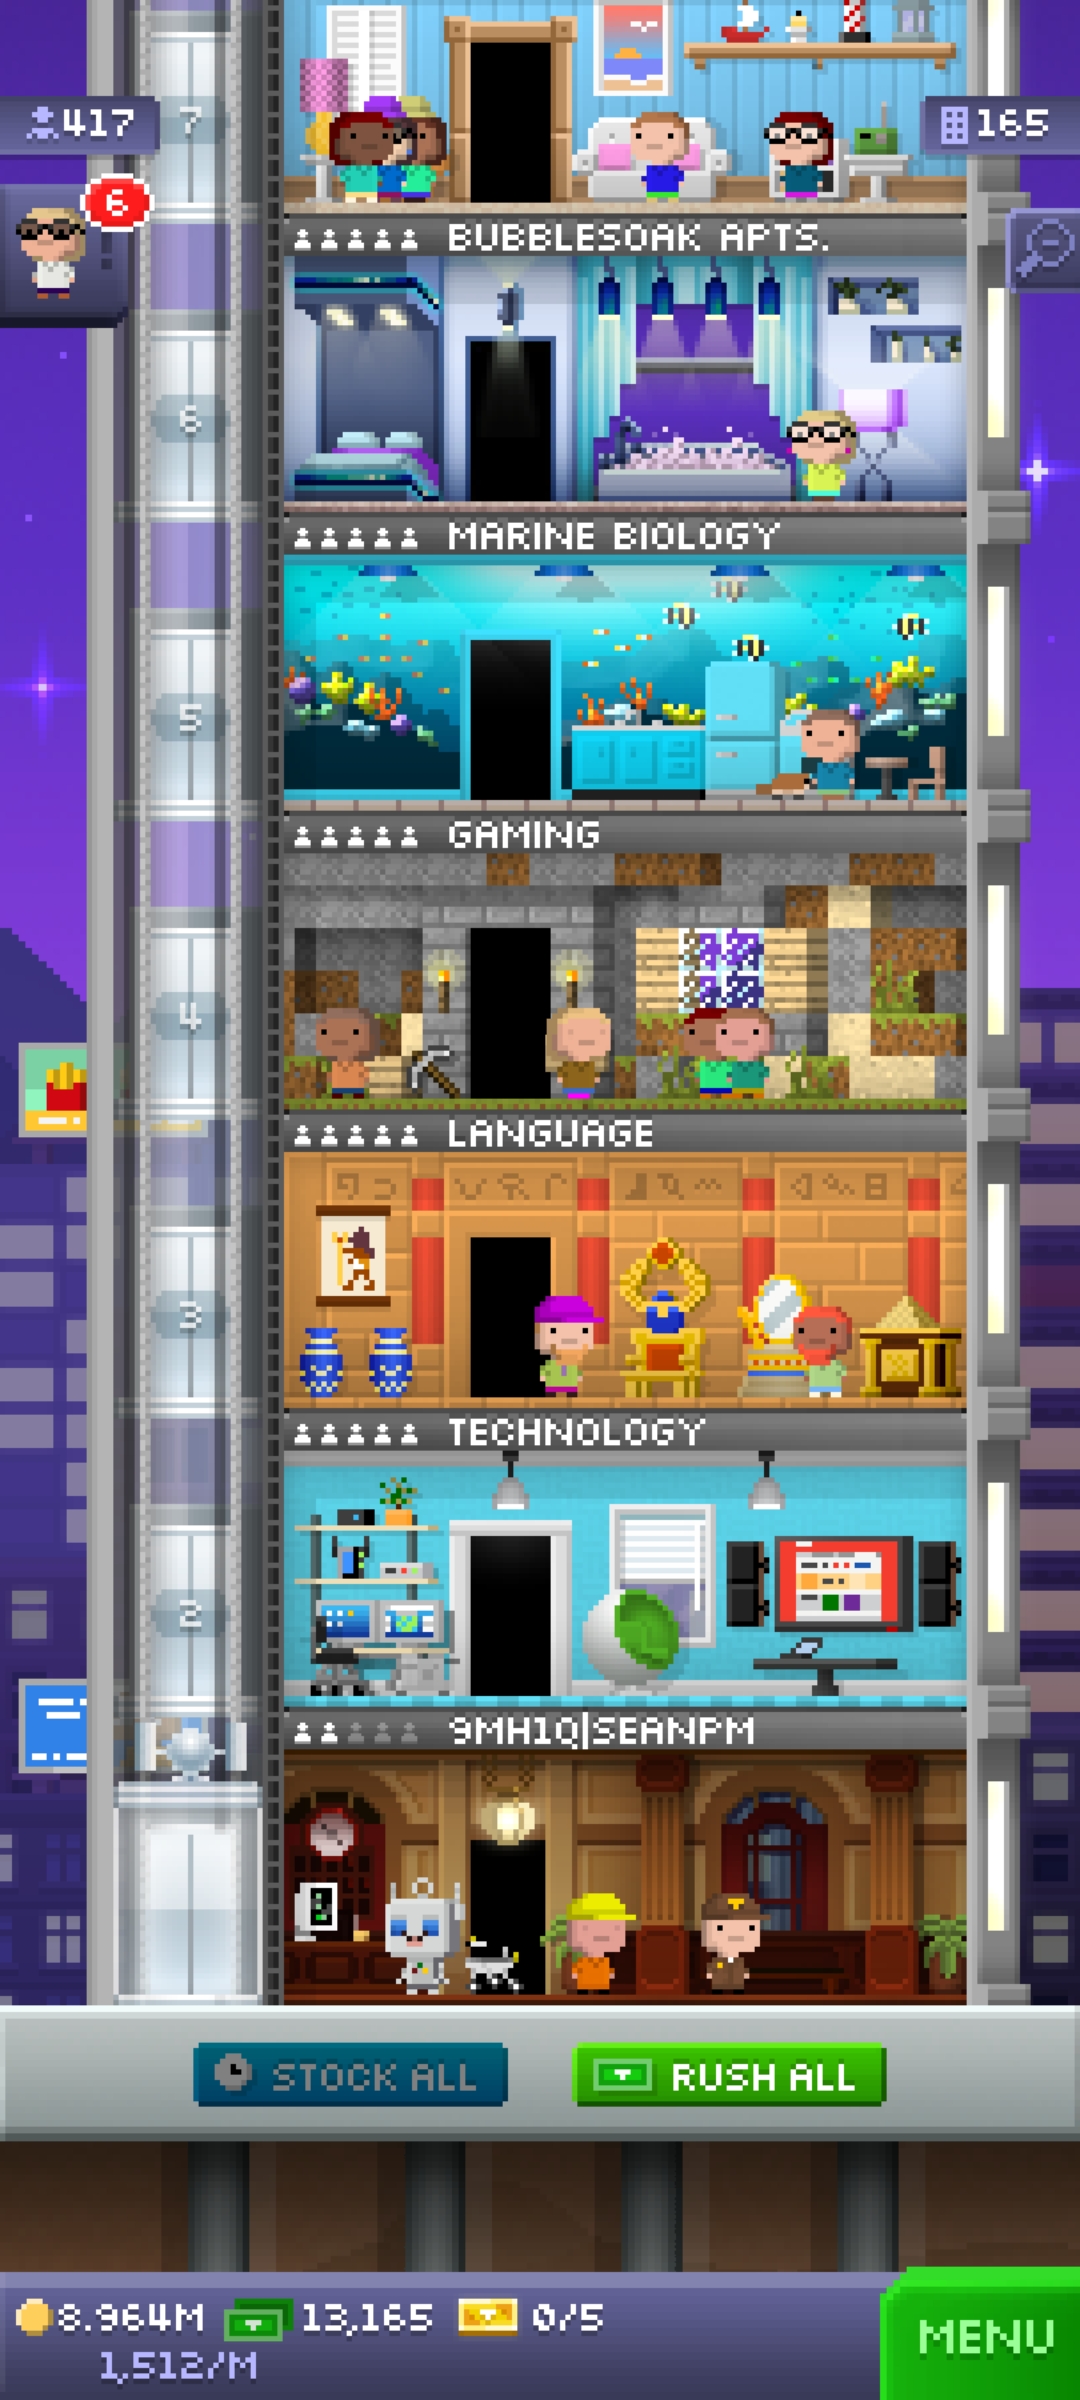 417
7
165
6
BUBBLESOAK APTS.
6
MARINE BIOLOGY
5
GAMING
4
LANGUAGE
3
TECHNOLOGY
2
9MH1Q|SEANPM
STOCK ALL
RUSH ALL
8.964M
13,165
0/5
1,512/M
MENU